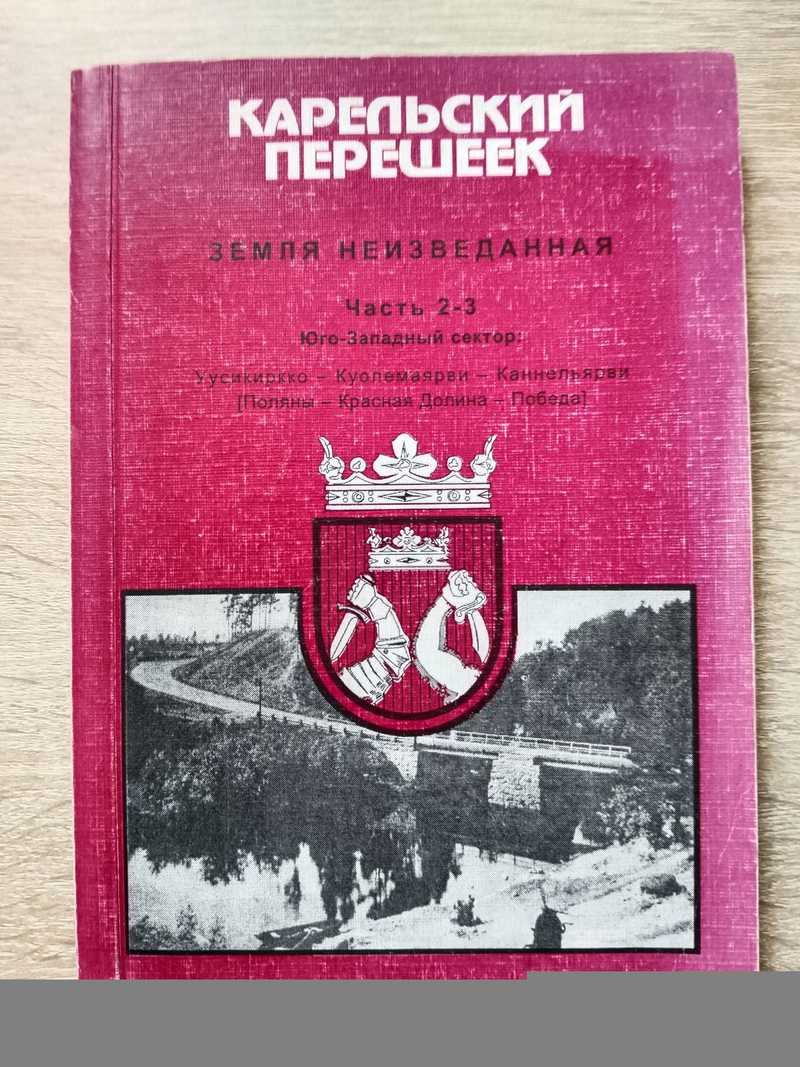 КАРЕЛЬСКИЙ
ПЕРЕШЕЕК
ЗЕМЛЯ НЕИЗВЕДАННАЯ
Часть 2-3
Юго-Западный сектор:
Уусикиркко – Куолемаярви – Каннельярви
[Поляны – Красная Долина – Победа]